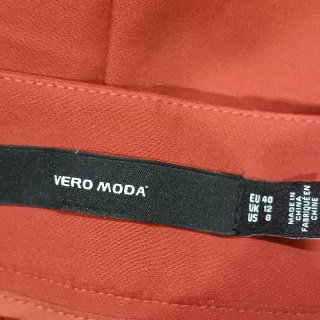 VERO MODA
EU 40
UK 12
US 8
MADE IN
CHINA
FABRIQUÉ EN
CHINE